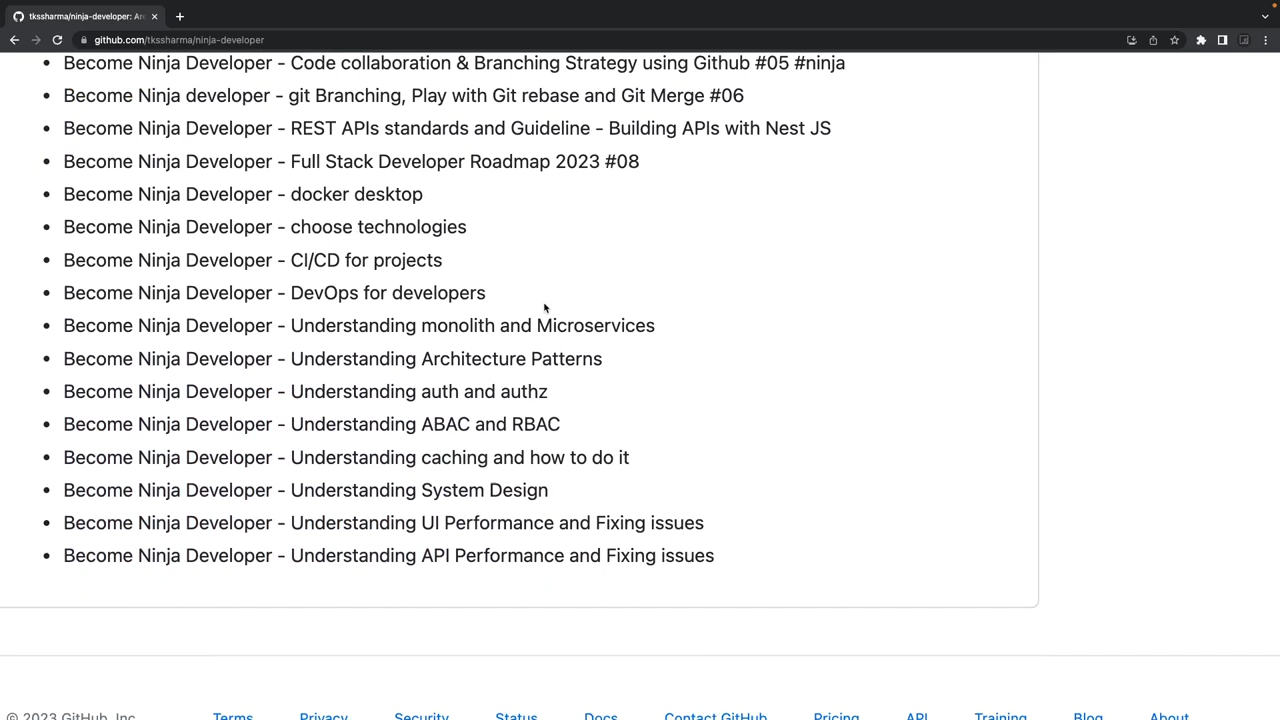 tkssharma/ninja-developer: Are
github.com/tkssharma/ninja-developer
Become Ninja Developer - Code collaboration & Branching Strategy using Github #05 #ninja
Become Ninja developer - git Branching, Play with Git rebase and Git Merge #06
Become Ninja Developer - REST APIs standards and Guideline - Building APIs with Nest JS
Become Ninja Developer - Full Stack Developer Roadmap 2023 #08
Become Ninja Developer - docker desktop
Become Ninja Developer - choose technologies
Become Ninja Developer - CI/CD for projects
Become Ninja Developer - DevOps for developers
Become Ninja Developer - Understanding monolith and Microservices
Become Ninja Developer - Understanding Architecture Patterns
Become Ninja Developer - Understanding auth and authz
Become Ninja Developer - Understanding ABAC and RBAC
Become Ninja Developer - Understanding caching and how to do it
Become Ninja Developer - Understanding System Design
Become Ninja Developer - Understanding UI Performance and Fixing issues
Become Ninja Developer - Understanding API Performance and Fixing issues
© 2023 GitHub, Inc. Terms Privacy Security Status Docs Contact GitHub Pricing API Training Blog About